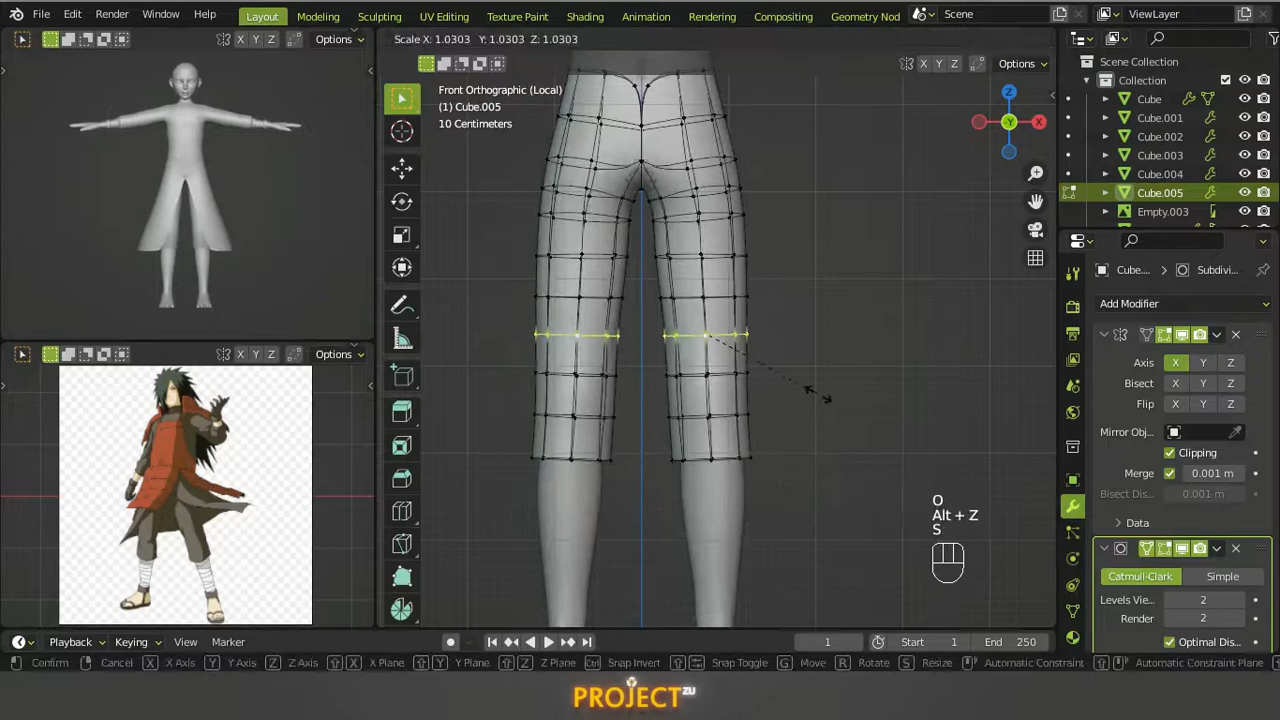 File Edit Render Window Help Layout Modeling Sculpting UV Editing Texture Paint Shading Animation Rendering Compositing Geometry Nod Scene ViewLayer
X Y Z Options
Scale X: 1.0303 Y: 1.0303 Z: 1.0303
X Y Z Options
Front Orthographic (Local)
(1) Cube.005
10 Centimeters
Z
X
-Y
Scene Collection
Collection
Cube
Cube.001
Cube.002
Cube.003
Cube.004
Cube.005
Empty.003
Cube.... Subdivi...
Add Modifier
Axis X Y Z
Bisect X Y Z
Flip X Y Z
Mirror Obj...
Clipping
Merge 0.001 m
Bisect Dis... 0.001 m
Data
Catmull-Clark Simple
Levels Vie... 2
Render 2
Optimal Dis...
X Y Z Options
O
Alt + Z
S
Playback Keying View Marker 1 Start 1 End 250
Confirm Cancel X X Axis Y Y Axis Z Z Axis X X Plane Y Y Plane Z Z Plane Ctrl Snap Invert Snap Toggle G Move R Rotate S Resize Automatic Constraint Automatic Constraint Plane
PROJECT ZU